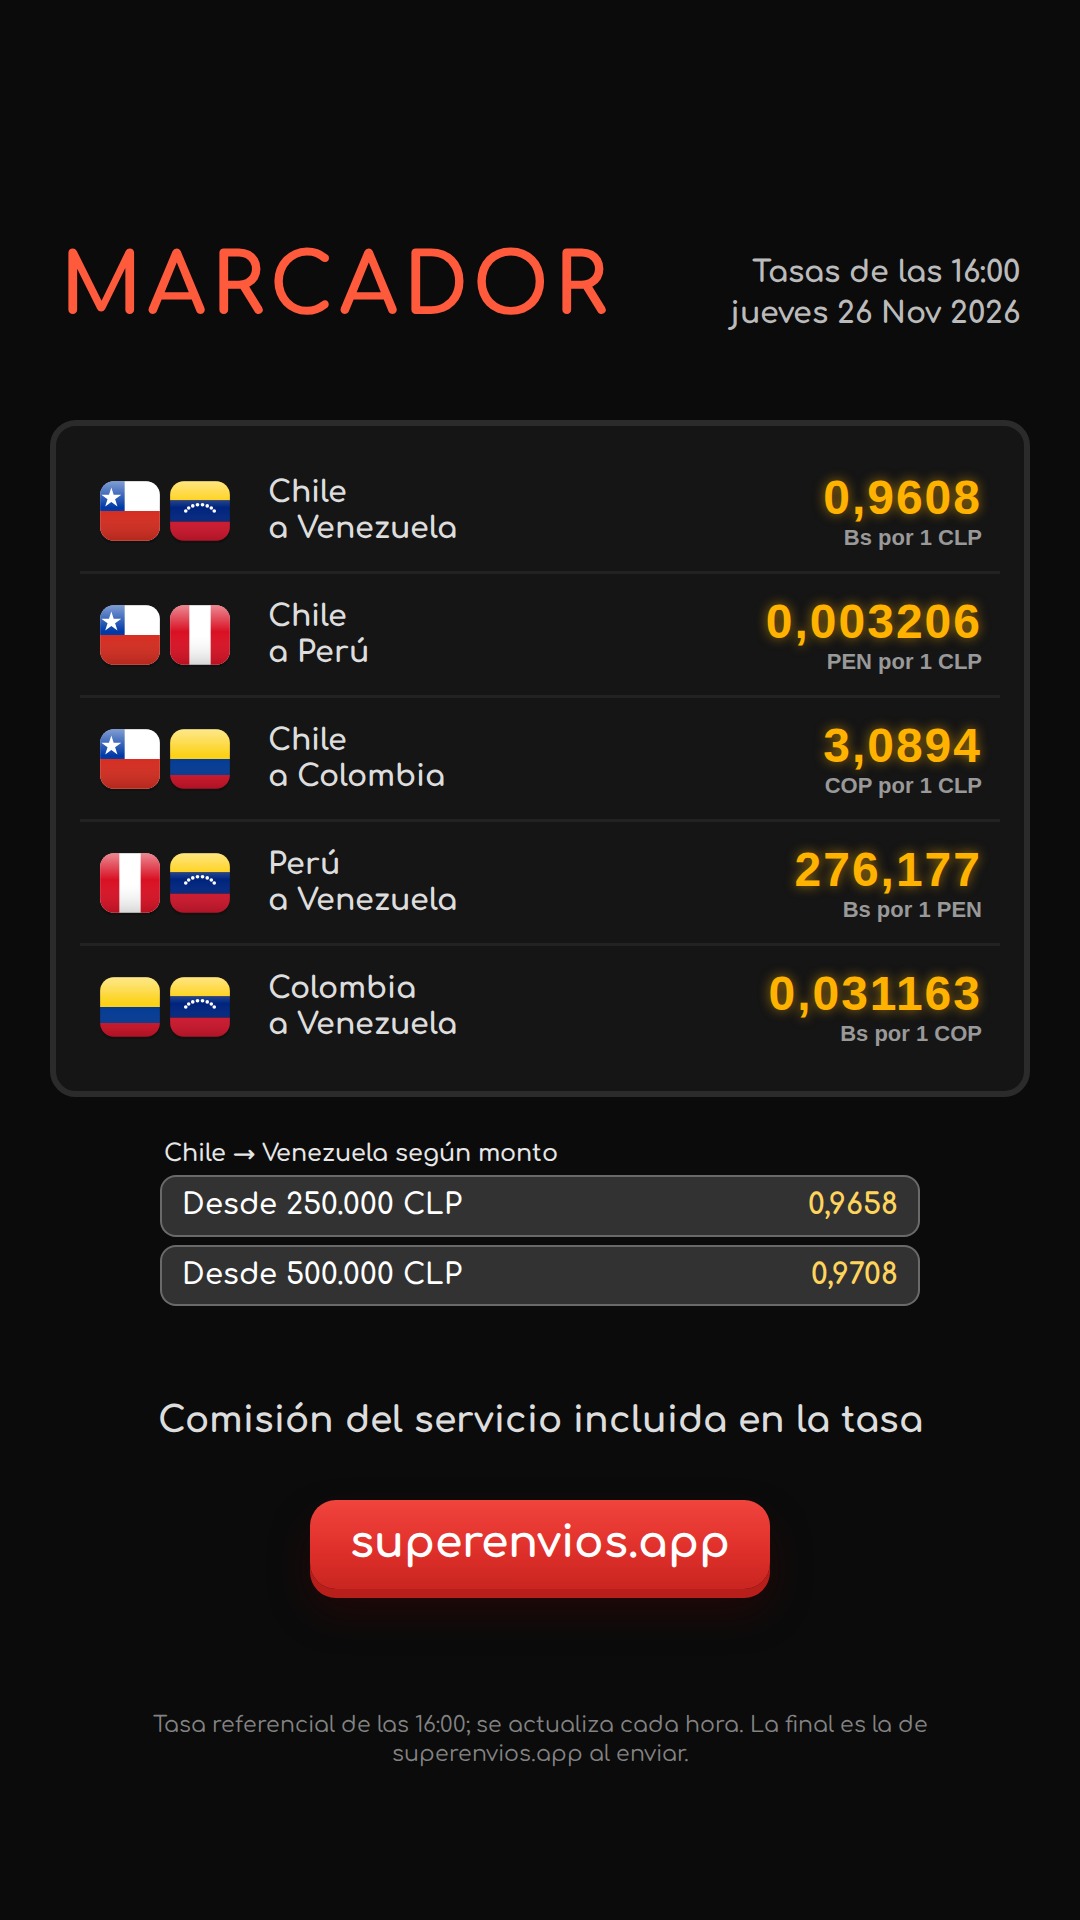 MARCADOR
Tasas de las 16:00
jueves 26 Nov 2026
Chile
a Venezuela
0,9608
Bs por 1 CLP
Chile
a Perú
0,003206
PEN por 1 CLP
Chile
a Colombia
3,0894
COP por 1 CLP
Perú
a Venezuela
276,177
Bs por 1 PEN
Colombia
a Venezuela
0,031163
Bs por 1 COP
Chile → Venezuela según monto
Desde 250.000 CLP 0,9658
Desde 500.000 CLP 0,9708
Comisión del servicio incluida en la tasa
superenvios.app
Tasa referencial de las 16:00; se actualiza cada hora. La final es la de
superenvios.app al enviar.